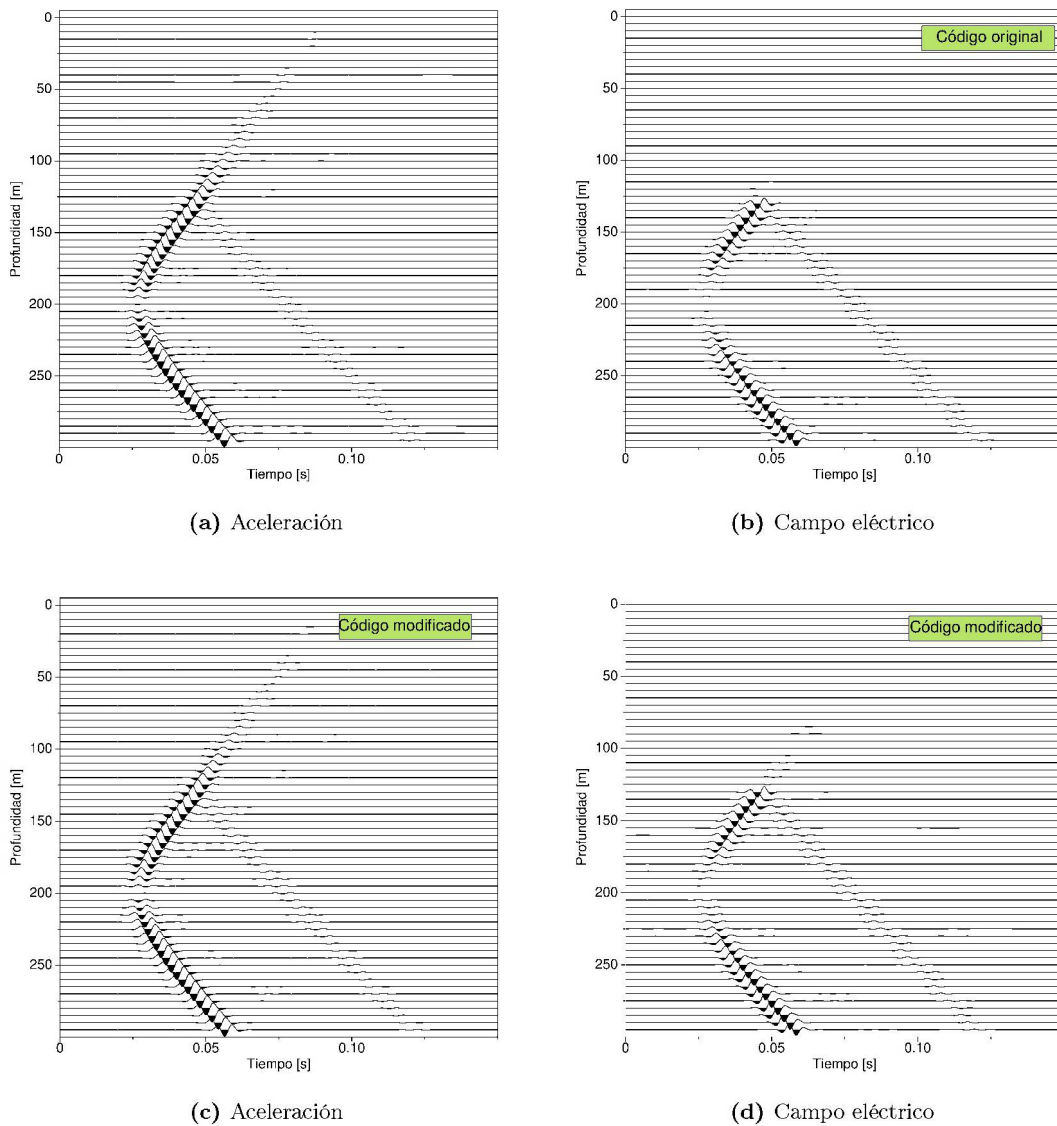 0
50
100
150
200
250
Profundidad [m]
0 0.05 0.10
Tiempo [s]
(a) Aceleración
Código original
0
50
100
150
200
250
Profundidad [m]
0 0.05 0.10
Tiempo [s]
(b) Campo eléctrico
Código modificado
0
50
100
150
200
250
Profundidad [m]
0 0.05 0.10
Tiempo [s]
(c) Aceleración
Código modificado
0
50
100
150
200
250
Profundidad [m]
0 0.05 0.10
Tiempo [s]
(d) Campo eléctrico